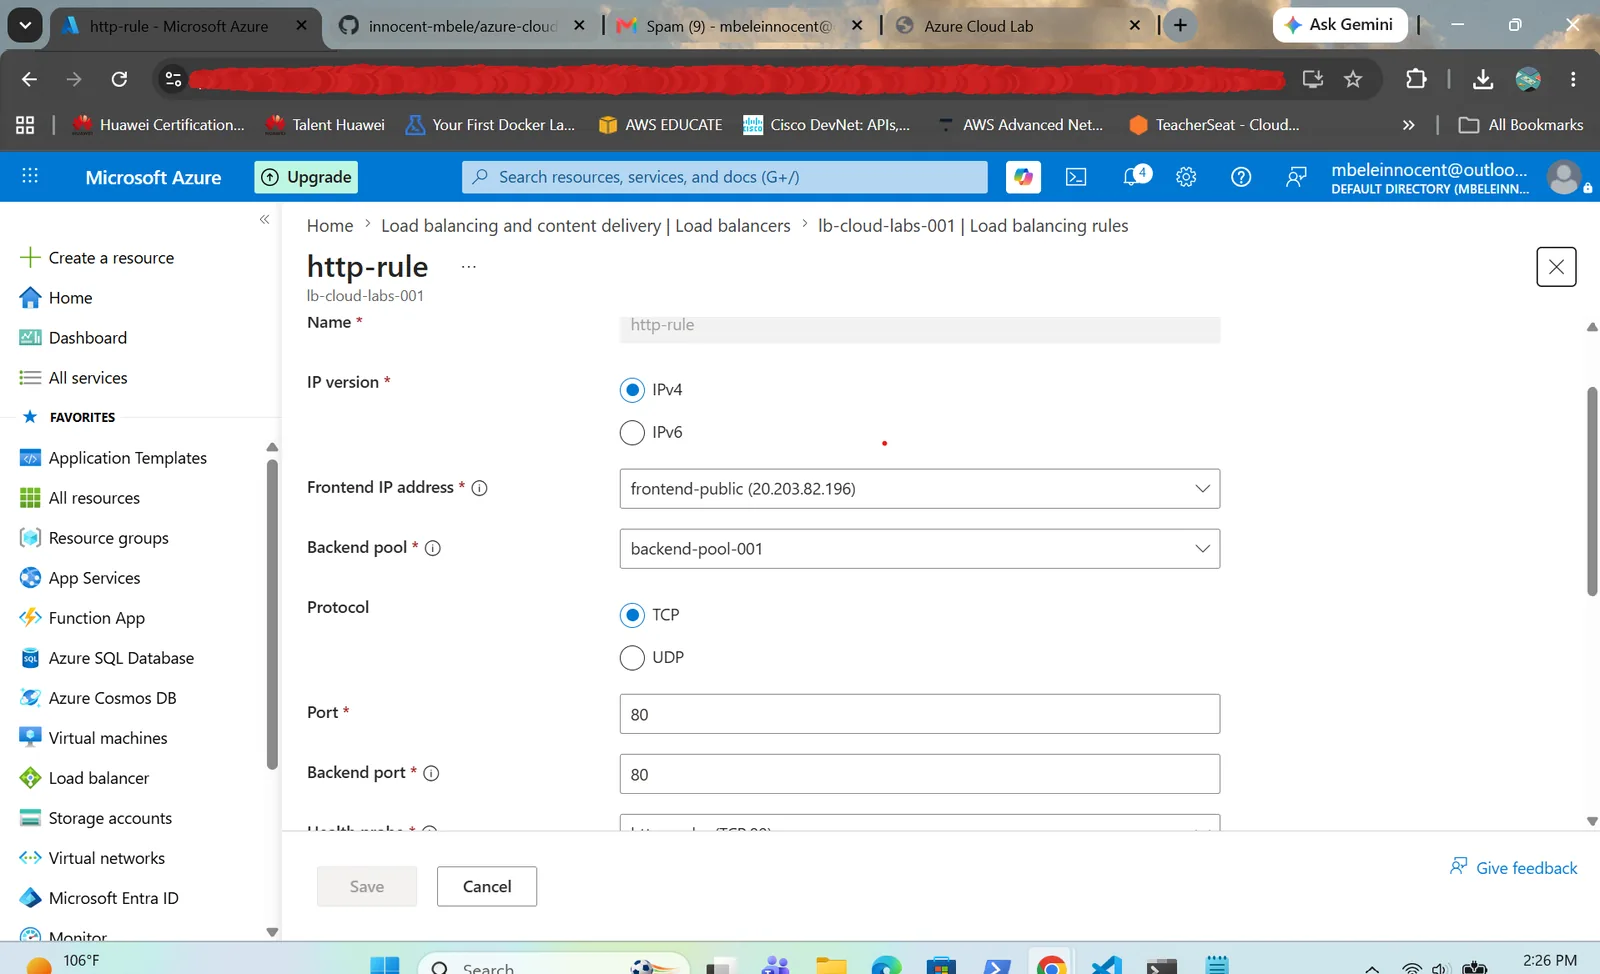 http-rule - Microsoft Azure
innocent-mbele/azure-cloud
Spam (9) - mbeleinnocent@
Azure Cloud Lab
Ask Gemini
Huawei Certification...
Talent Huawei
Your First Docker La...
AWS EDUCATE
Cisco DevNet: APIs,...
AWS Advanced Net...
TeacherSeat - Cloud...
All Bookmarks
Microsoft Azure
Upgrade
Search resources, services, and docs (G+/)
4
mbeleinnocent@outloo...
DEFAULT DIRECTORY (MBELEINN...
Home > Load balancing and content delivery | Load balancers > lb-cloud-labs-001 | Load balancing rules
http-rule ...
lb-cloud-labs-001
Create a resource
Home
Dashboard
All services
FAVORITES
Application Templates
All resources
Resource groups
App Services
Function App
SQL
Azure SQL Database
Azure Cosmos DB
Virtual machines
Load balancer
Storage accounts
Virtual networks
Microsoft Entra ID
Monitor
Name *
http-rule
IP version *
IPv4
IPv6
Frontend IP address *
frontend-public (20.203.82.196)
Backend pool *
backend-pool-001
Protocol
TCP
UDP
Port *
80
Backend port *
80
Health probe *
Save
Cancel
Give feedback
106°F
Search
2:26 PM